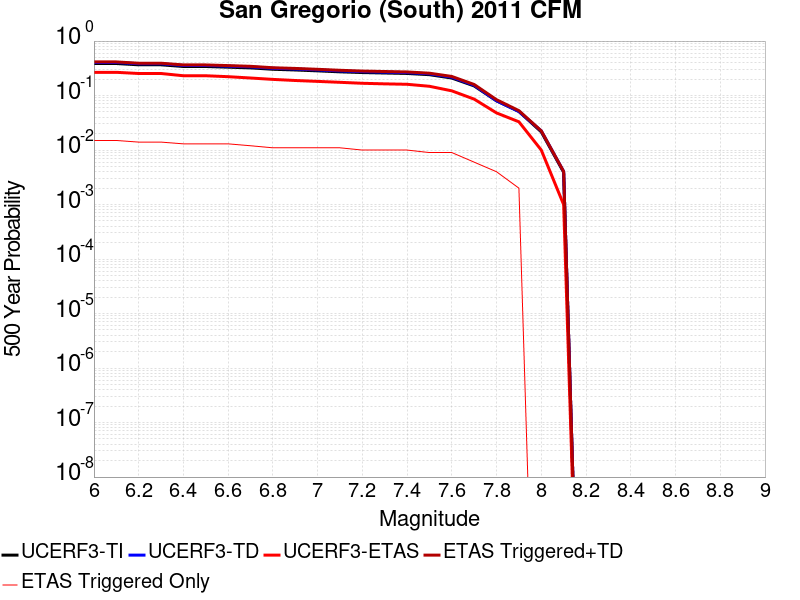 San Gregorio (South) 2011 CFM
10^0
10^-1
10^-2
10^-3
10^-4
10^-5
10^-6
10^-7
10^-8
500 Year Probability
6 6.2 6.4 6.6 6.8 7 7.2 7.4 7.6 7.8 8 8.2 8.4 8.6 8.8 9
Magnitude
UCERF3-TI UCERF3-TD UCERF3-ETAS ETAS Triggered+TD
ETAS Triggered Only